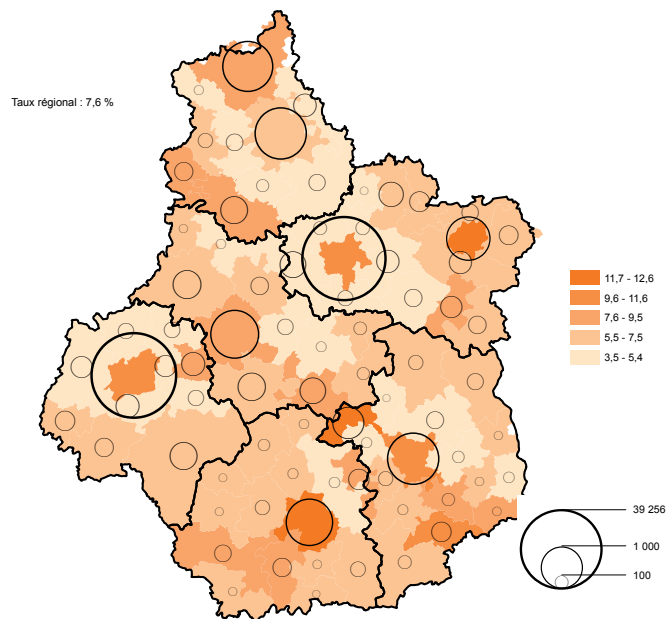 Taux régional : 7,6 %
11,7 - 12,6
9,6 - 11,6
7,6 - 9,5
5,5 - 7,5
3,5 - 5,4
39 256
1 000
100